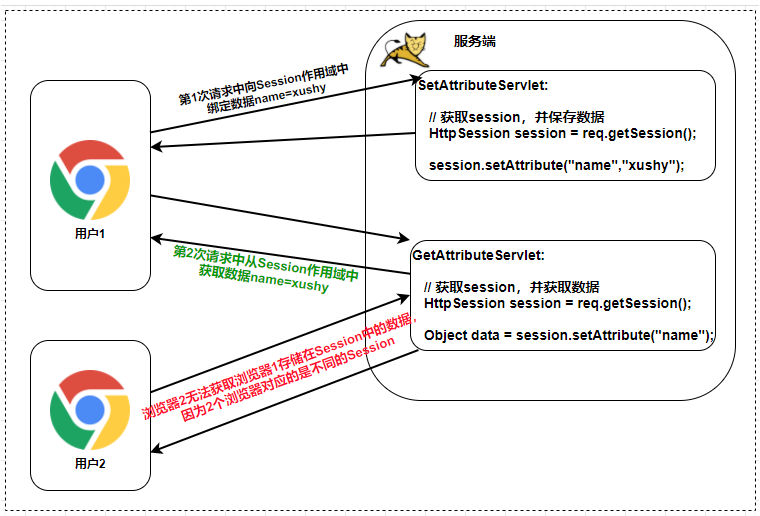 服务端
第1次请求中向Session作用域中
绑定数据name=xushy
SetAttributeServlet:
// 获取session，并保存数据
HttpSession session = req.getSession();
session.setAttribute("name","xushy");
用户1
第2次请求中从Session作用域中
获取数据name=xushy
GetAttributeServlet:
// 获取session，并获取数据
HttpSession session = req.getSession();
Object data = session.setAttribute("name");
浏览器2无法获取浏览器1存储在Session中的数据，
因为2个浏览器对应的是不同的Session
用户2